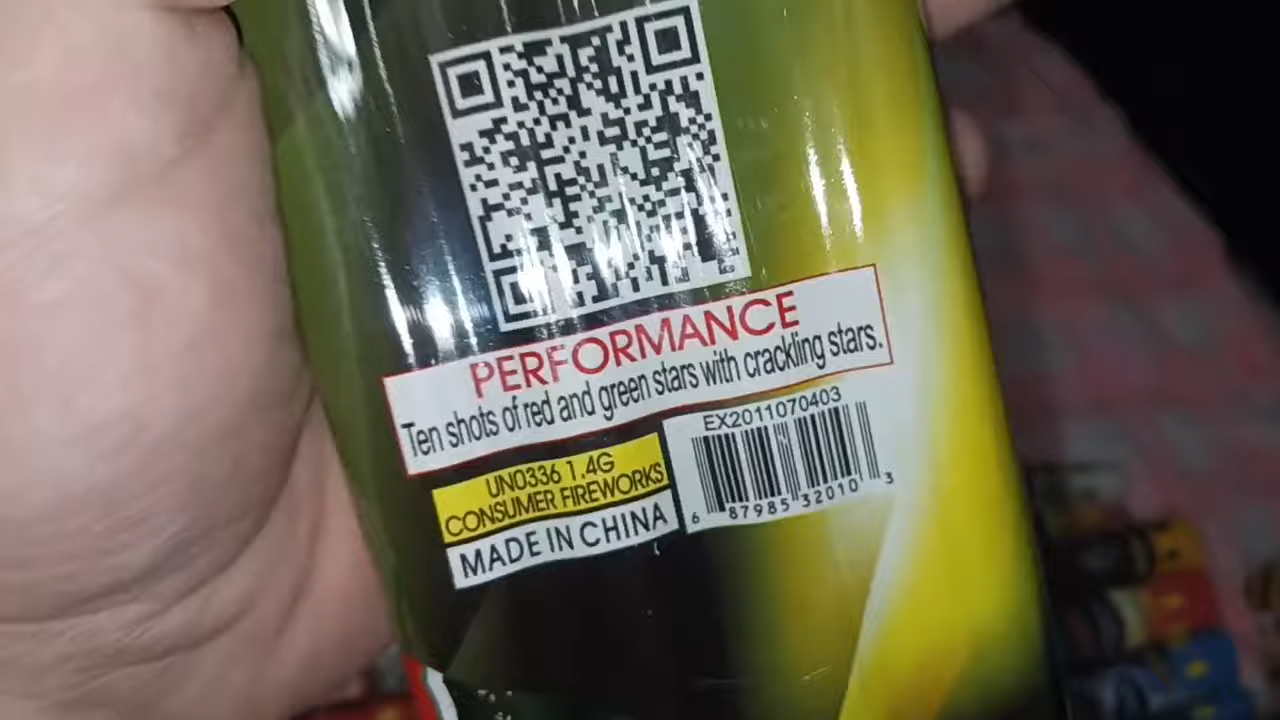 PERFORMANCE
Ten shots of red and green stars with crackling stars.
EX2011070403
UN0336 1.4G
CONSUMER FIREWORKS
MADE IN CHINA
6 87985 32010 3